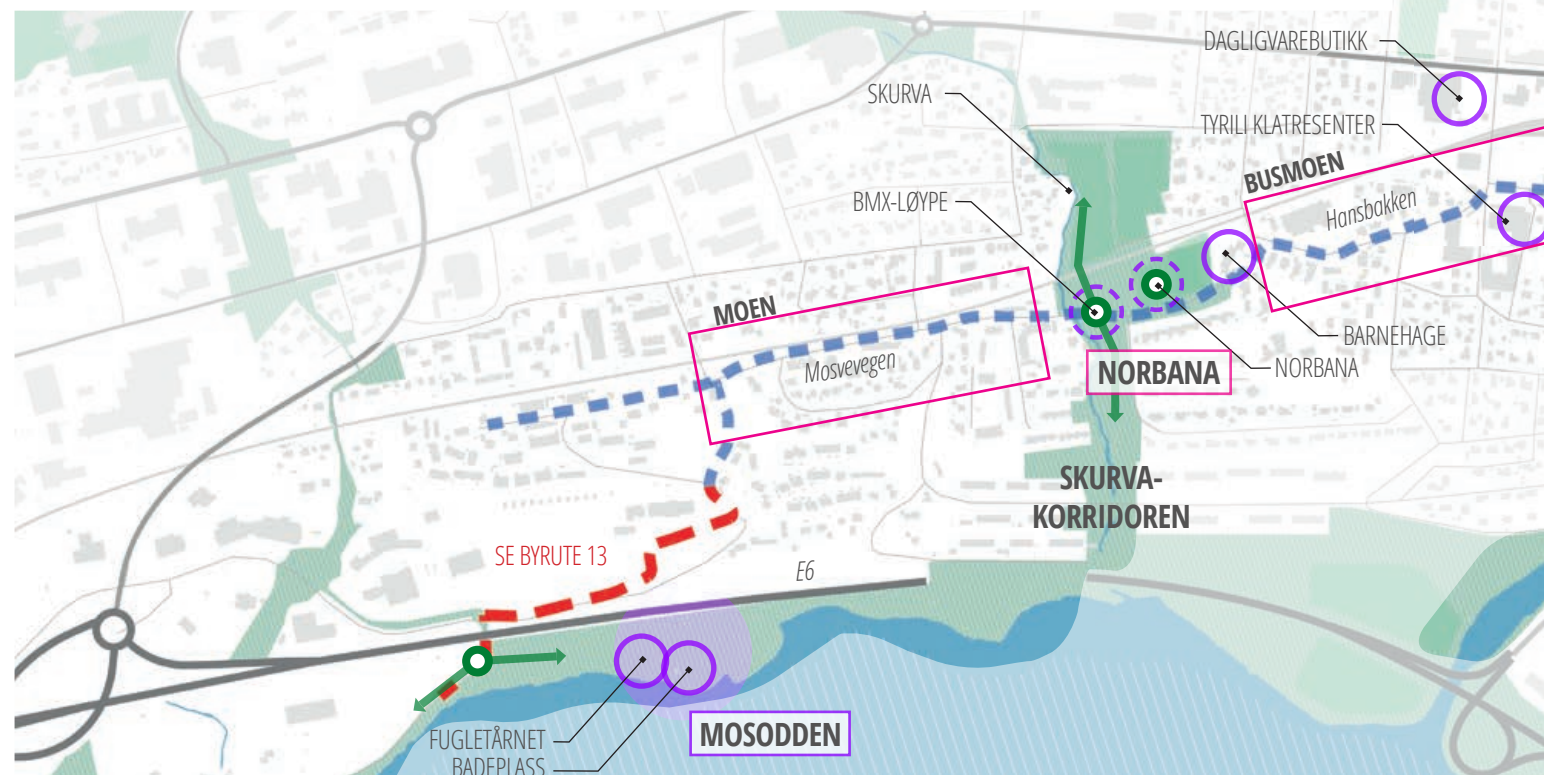 DAGLIGVAREBUTIKK
SKURVA
TYRILI KLATRESENTER
BUSMOEN
BMX-LØYPE
Hansbakken
MOEN
BARNEHAGE
Mosvevegen
NORBANA
NORBANA
SKURVA-
KORRIDOREN
SE BYRUTE 13
E6
FUGLETÅRNET
MOSODDEN
BADEPLASS